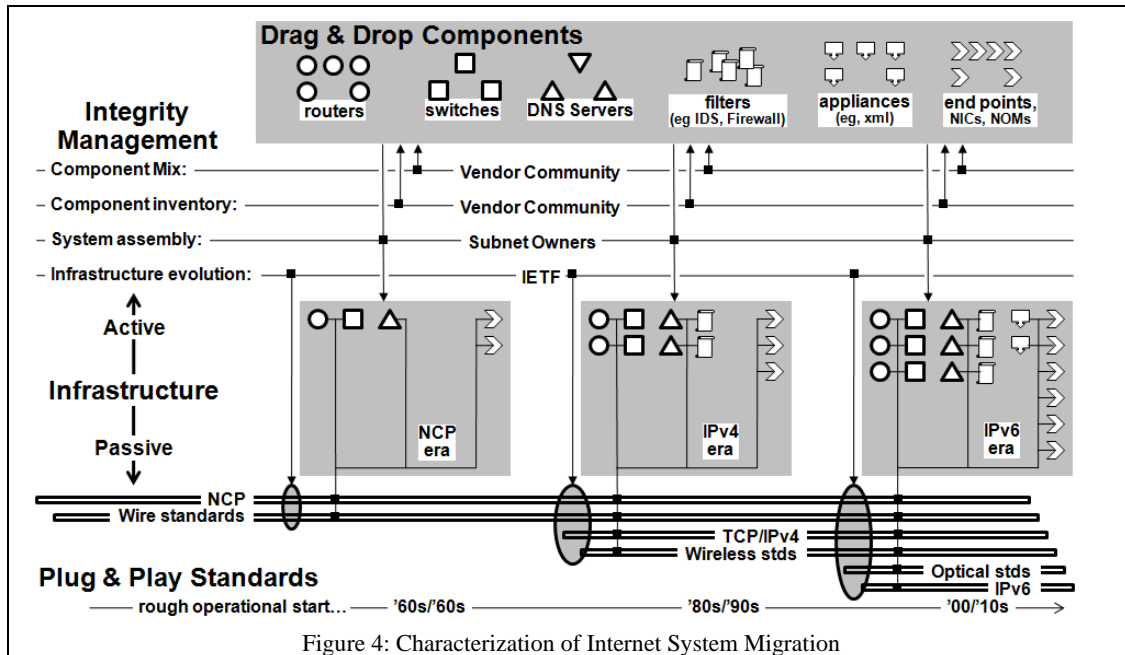 Drag & Drop Components
routers
switches
DNS Servers
filters
(eg IDS, Firewall)
appliances
(eg, xml)
end points,
NICs, NOMs
Integrity
Management
Component Mix:
Vendor Community
Component inventory:
Vendor Community
System assembly:
Subnet Owners
Infrastructure evolution:
IETF
Active
Infrastructure
Passive
NCP
era
IPv4
era
IPv6
era
NCP
Wire standards
TCP/IPv4
Wireless stds
Optical stds
IPv6
Plug & Play Standards
rough operational start… '60s/'60s '80s/'90s '00/'10s
Figure 4: Characterization of Internet System Migration